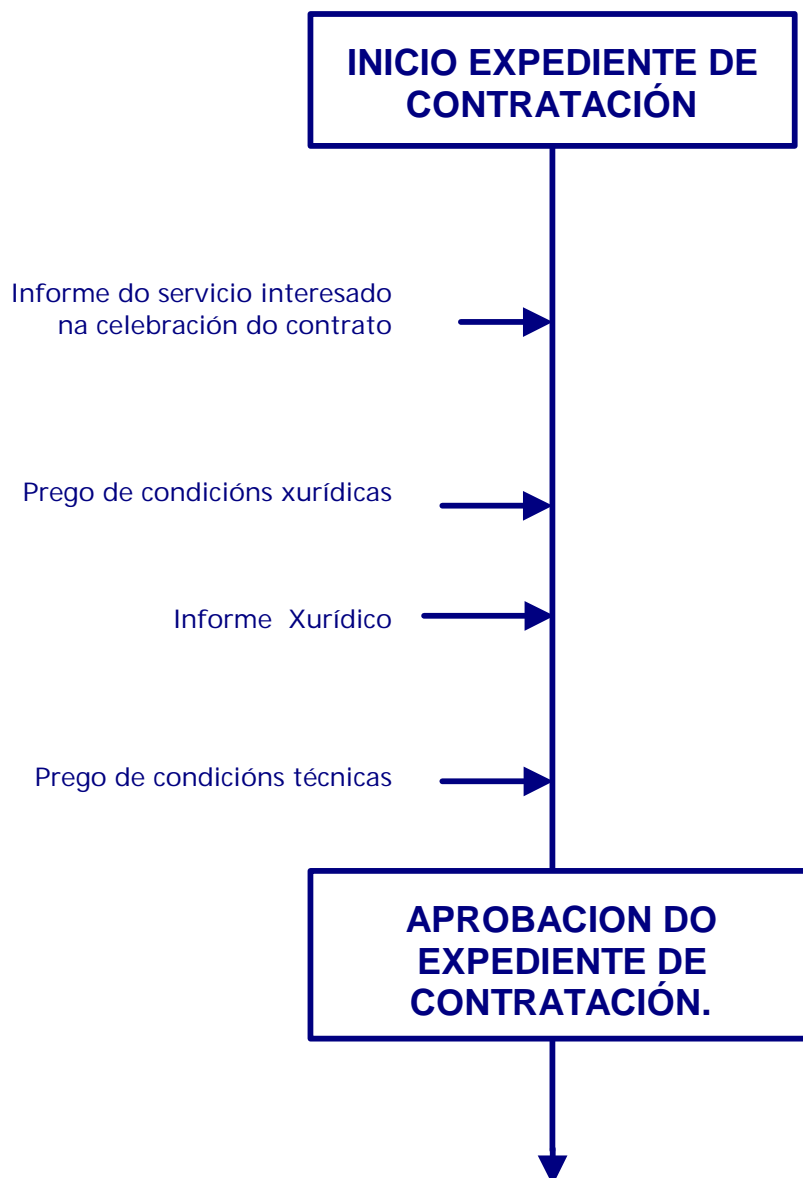 INICIO EXPEDIENTE DE
CONTRATACIÓN
Informe do servicio interesado
na celebración do contrato
Prego de condicións xurídicas
Informe Xurídico
Prego de condicións técnicas
APROBACION DO
EXPEDIENTE DE
CONTRATACIÓN.